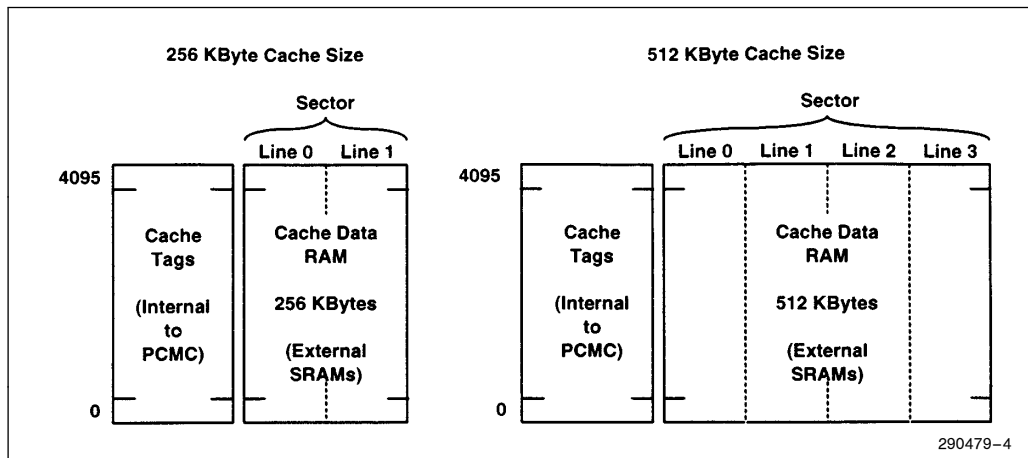 256 KByte Cache Size
Sector
Line 0 Line 1
4095
Cache
Tags
(Internal
to
PCMC)
Cache Data
RAM
256 KBytes
(External
SRAMs)
0
512 KByte Cache Size
Sector
Line 0 Line 1 Line 2 Line 3
4095
Cache
Tags
(Internal
to
PCMC)
Cache Data
RAM
512 KBytes
(External
SRAMs)
0
290479–4